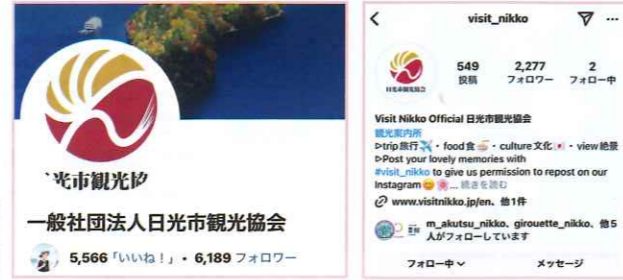 光市観光協
一般社団法人日光市観光協会
5,566「いいね！」・6,189 フォロワー
visit_nikko
549
投稿
2,277
フォロワー
2
フォロー中
日光市観光協会
Visit Nikko Official 日光市観光協会
観光案内所
▷trip 旅行✈️・food 食🍜・culture 文化🇯🇵・view 絶景
▷Post your lovely memories with
#visit_nikko to give us permission to repost on our
Instagram😊🌸... 続きを読む
www.visitnikko.jp/en、他1件
m_akutsu_nikko、girouette_nikko、他5
人がフォローしています
フォロー中
メッセージ